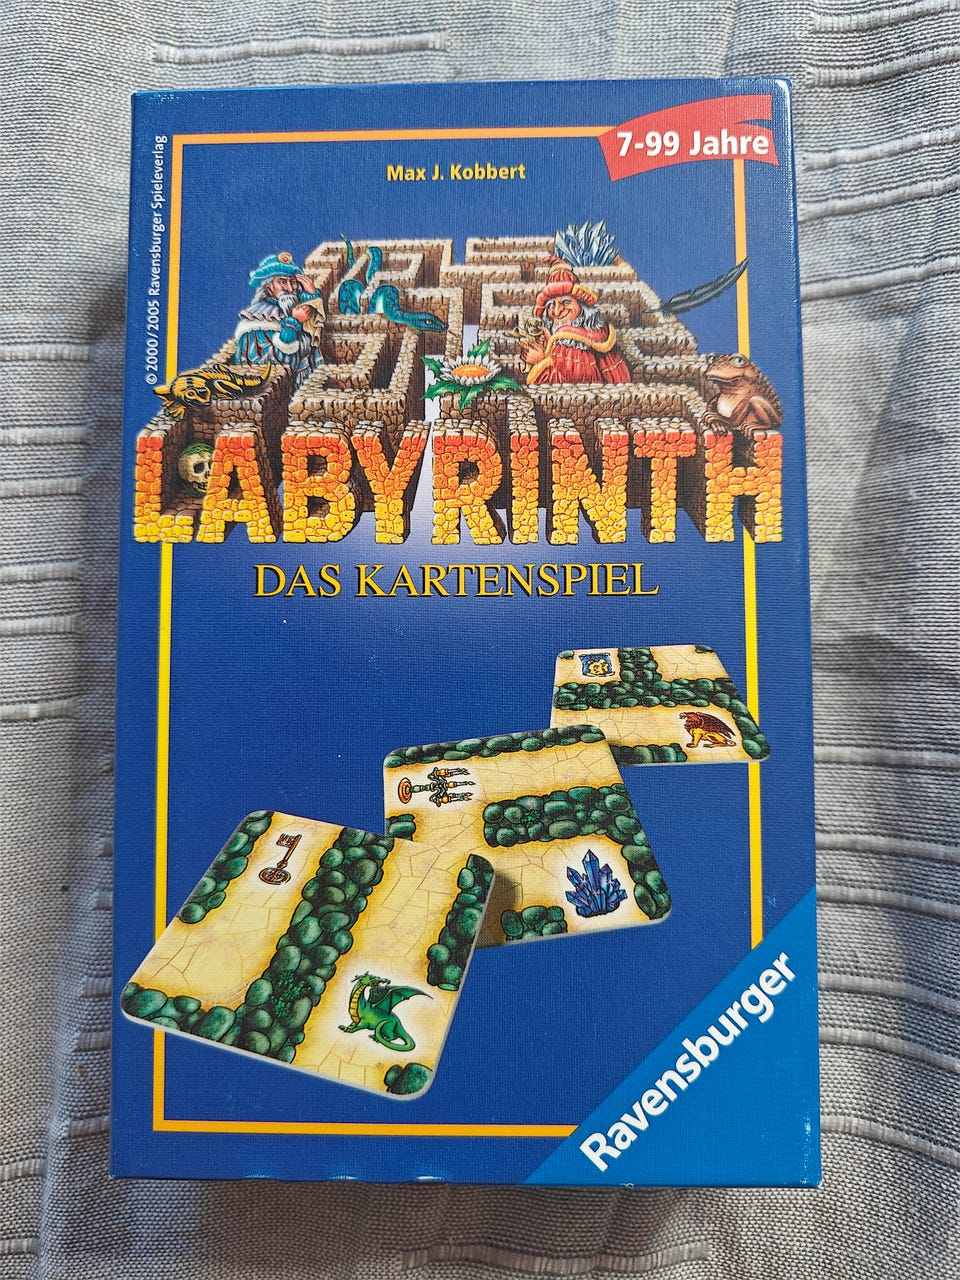 7-99 Jahre
Max J. Kobbert
© 2000/2005 Ravensburger Spieleverlag
LABYRINTH
DAS KARTENSPIEL
Ravensburger